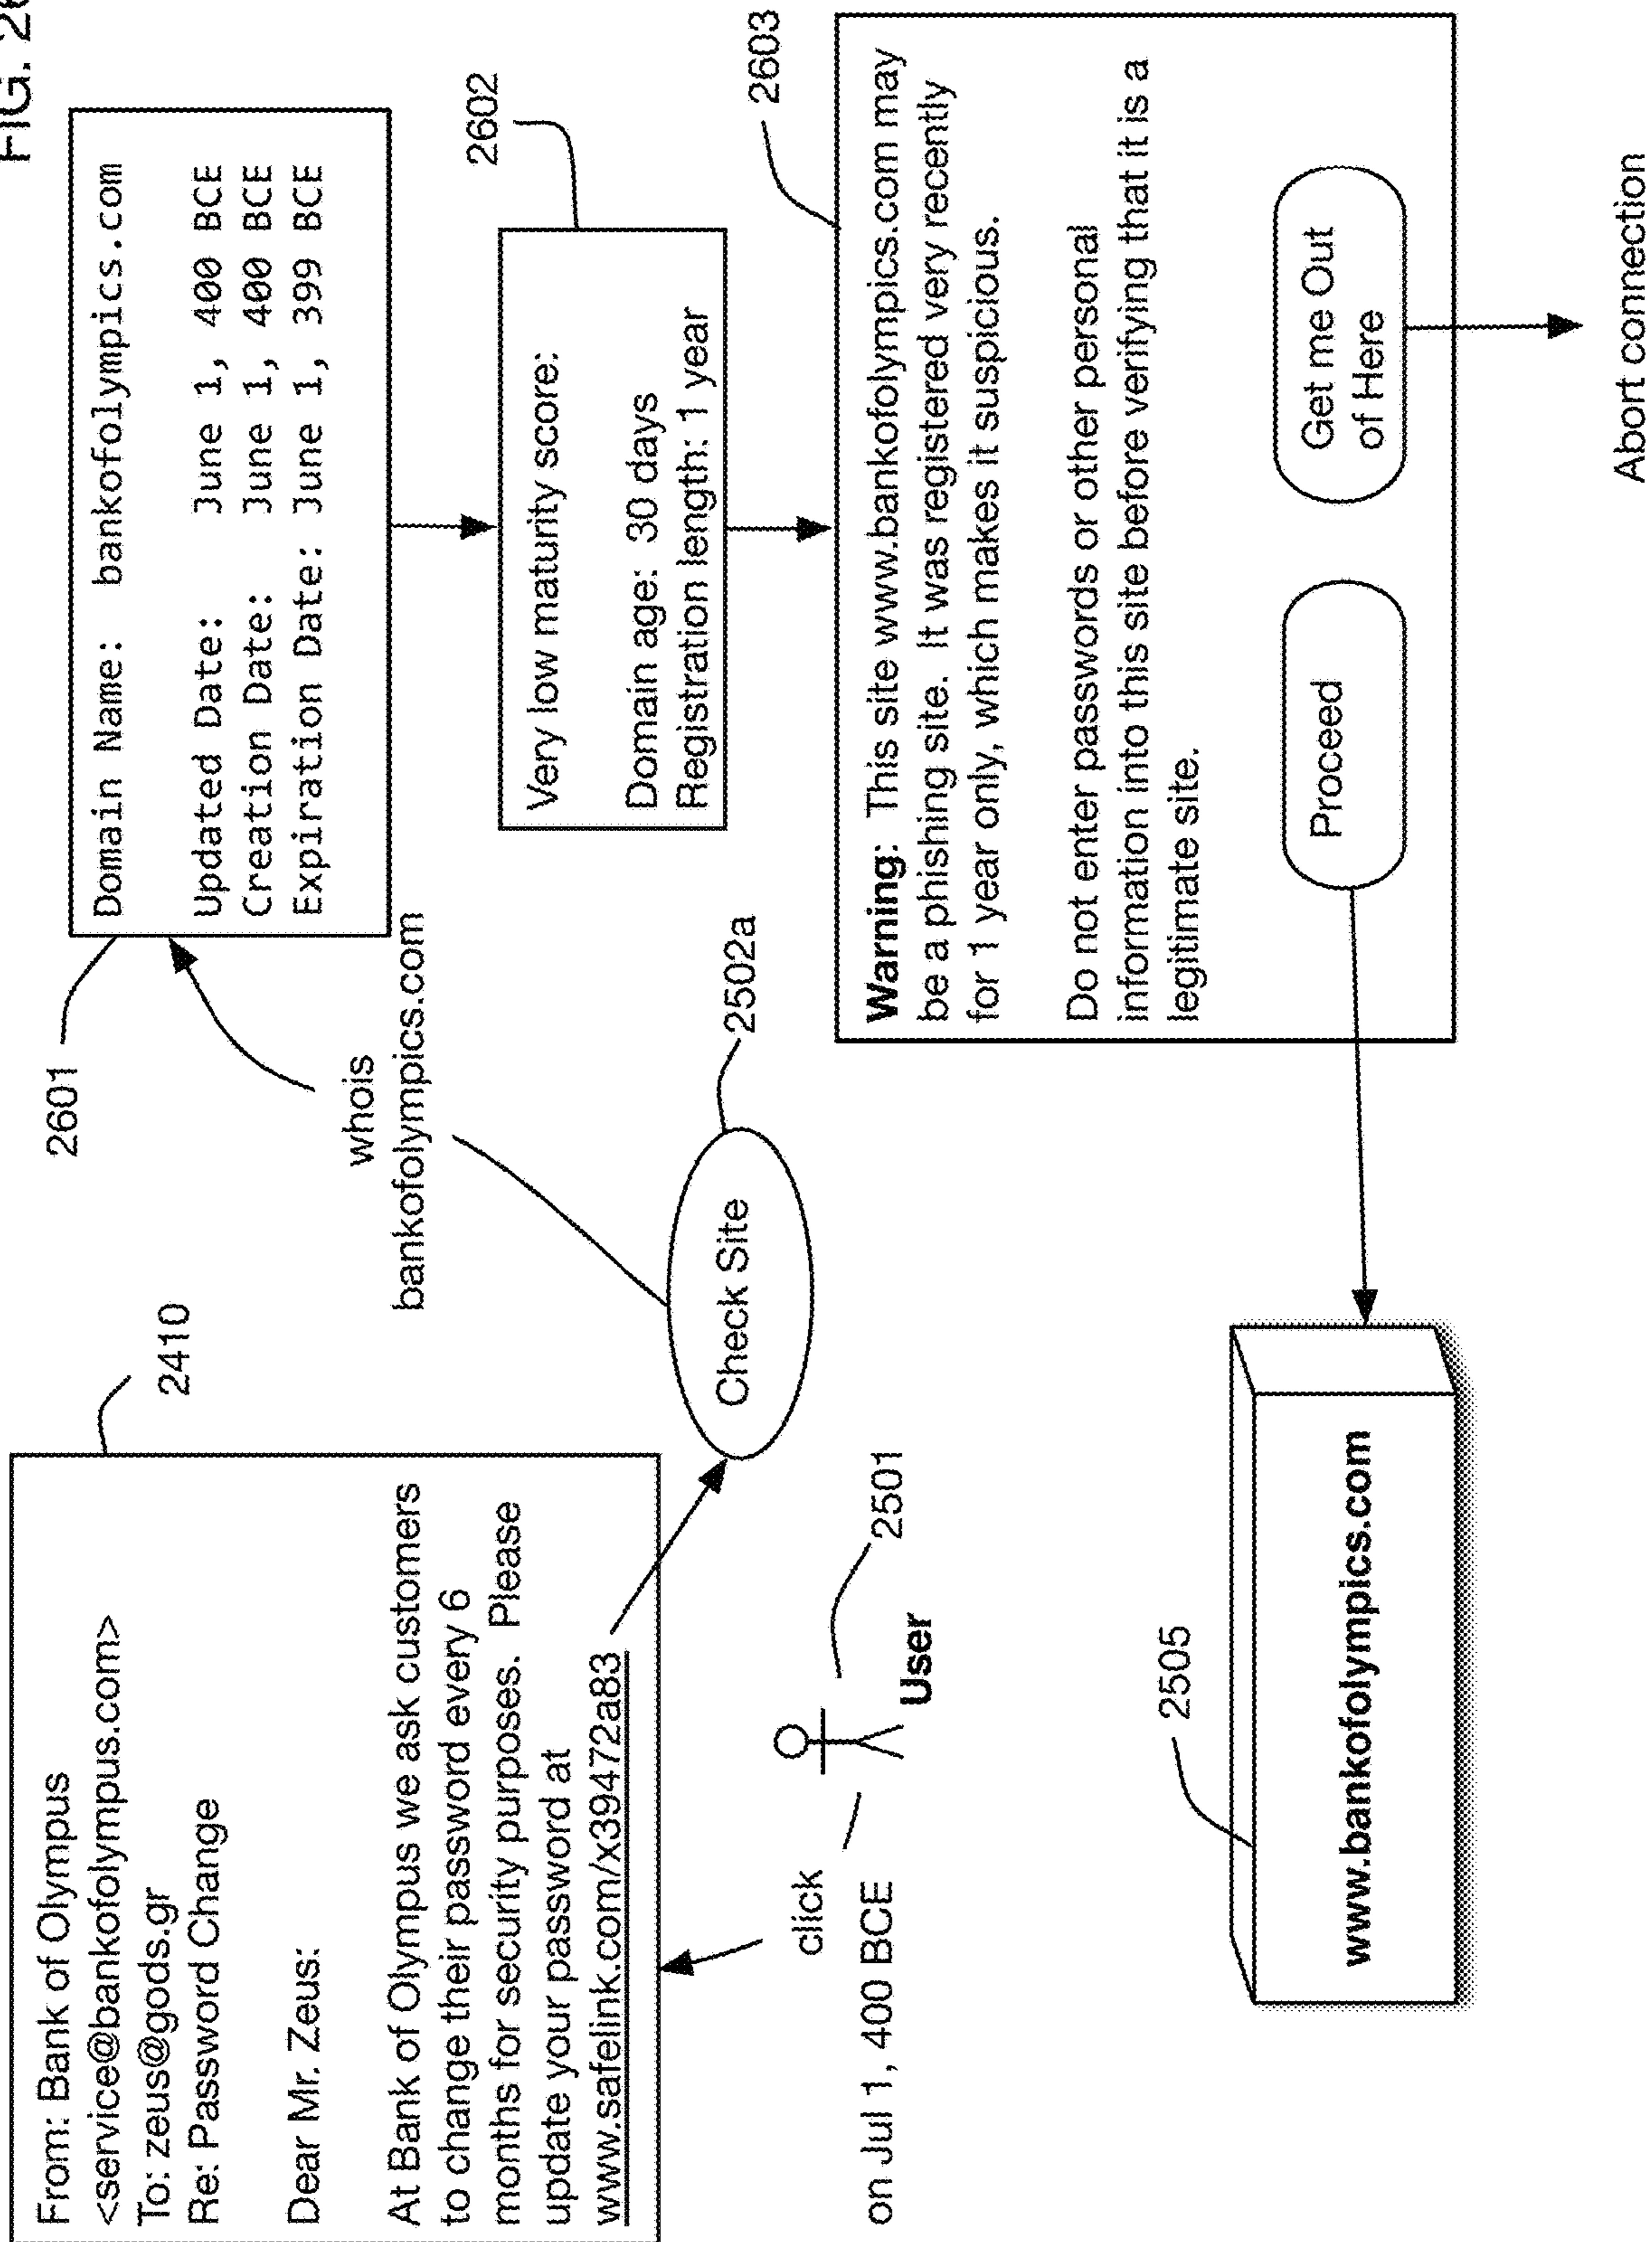 FIG. 26
From: Bank of Olympus
<service@bankofolympus.com>
To: zeus@gods.gr
Re: Password Change
Dear Mr. Zeus:
At Bank of Olympus we ask customers
to change their password every 6
months for security purposes. Please
update your password at
www.safelink.com/x39472a83
2410
click
on Jul 1, 400 BCE
User
2501
Check Site
2502a
whois
bankofolympics.com
2601
Domain Name: bankofolympics.com
Updated Date: June 1, 400 BCE
Creation Date: June 1, 400 BCE
Expiration Date: June 1, 399 BCE
2602
Very low maturity score:
Domain age: 30 days
Registration length: 1 year
2603
Warning: This site www.bankofolympics.com may
be a phishing site. It was registered very recently
for 1 year only, which makes it suspicious.
Do not enter passwords or other personal
information into this site before verifying that it is a
legitimate site.
Proceed
Get me Out
of Here
2505
www.bankofolympics.com
Abort connection